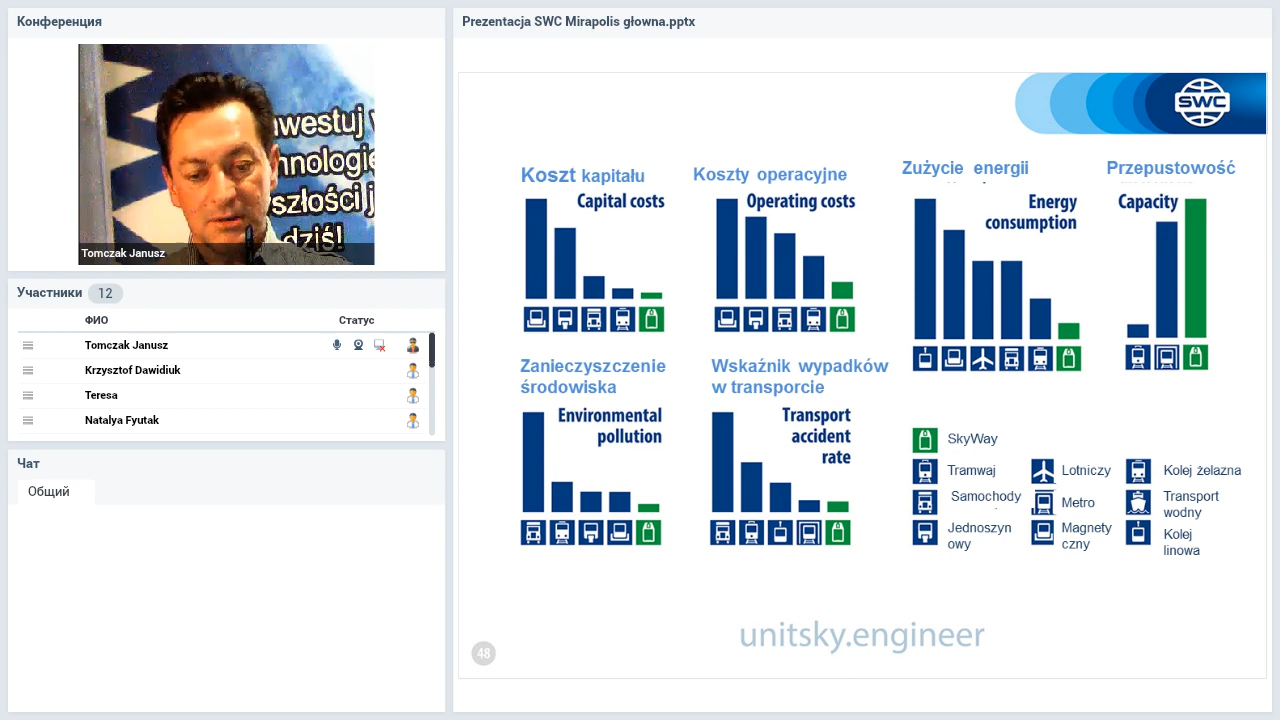 Конференция
nwestuj
hnologie
yszłości j
dziś!
Tomczak Janusz
Участники 12
ФИО Статус
Tomczak Janusz
Krzysztof Dawidiuk
Teresa
Natalya Fyutak
Чат
Общий
Prezentacja SWC Mirapolis głowna.pptx
SWC
Koszt kapitału
Capital costs
Koszty operacyjne
Operating costs
Zużycie energii
Energy
consumption
Przepustowość
Capacity
Zanieczyszczenie
środowiska
Environmental
pollution
Wskaźnik wypadków
w transporcie
Transport
accident
rate
SkyWay
Tramwaj
Lotniczy
Kolej żelazna
Samochody
Metro
Transport
wodny
Jednoszyn
owy
Magnety
czny
Kolej
linowa
unitsky.engineer
48